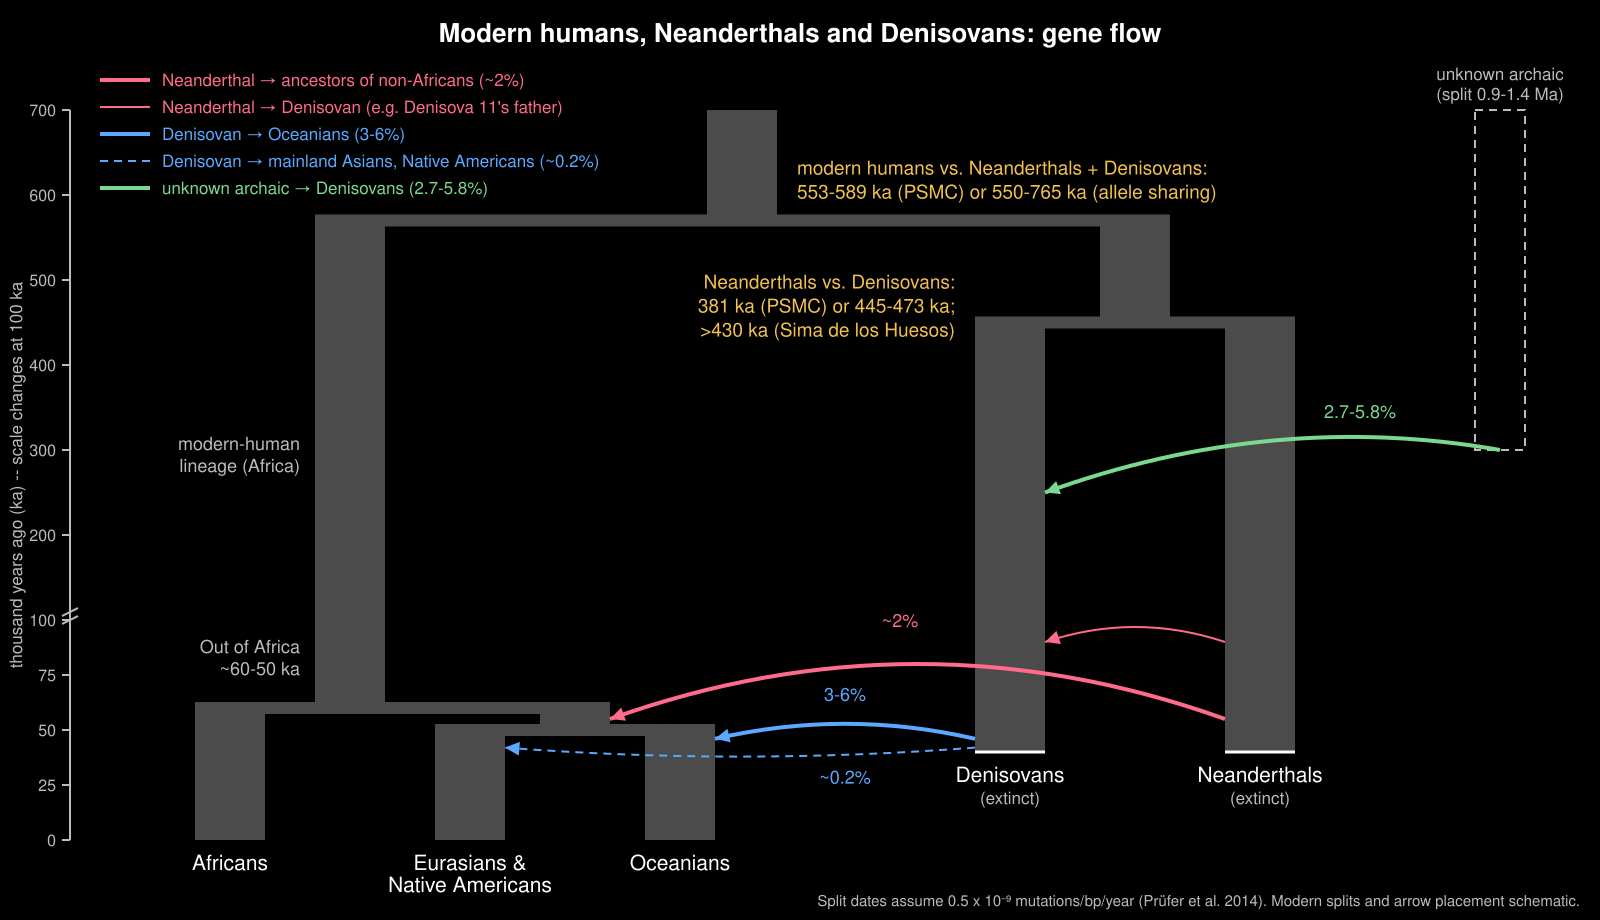 Modern humans, Neanderthals and Denisovans: gene flow
Neanderthal → ancestors of non-Africans (~2%)
Neanderthal → Denisovan (e.g. Denisova 11's father)
Denisovan → Oceanians (3-6%)
Denisovan → mainland Asians, Native Americans (~0.2%)
unknown archaic → Denisovans (2.7-5.8%)
unknown archaic
(split 0.9-1.4 Ma)
thousand years ago (ka) -- scale changes at 100 ka
700
600
500
400
300
200
100
75
50
25
0
modern humans vs. Neanderthals + Denisovans:
553-589 ka (PSMC) or 550-765 ka (allele sharing)
Neanderthals vs. Denisovans:
381 ka (PSMC) or 445-473 ka;
>430 ka (Sima de los Huesos)
modern-human
lineage (Africa)
2.7-5.8%
Out of Africa
~60-50 ka
~2%
3-6%
~0.2%
Denisovans
(extinct)
Neanderthals
(extinct)
Africans
Eurasians &
Native Americans
Oceanians
Split dates assume 0.5 x 10⁻⁹ mutations/bp/year (Prüfer et al. 2014). Modern splits and arrow placement schematic.